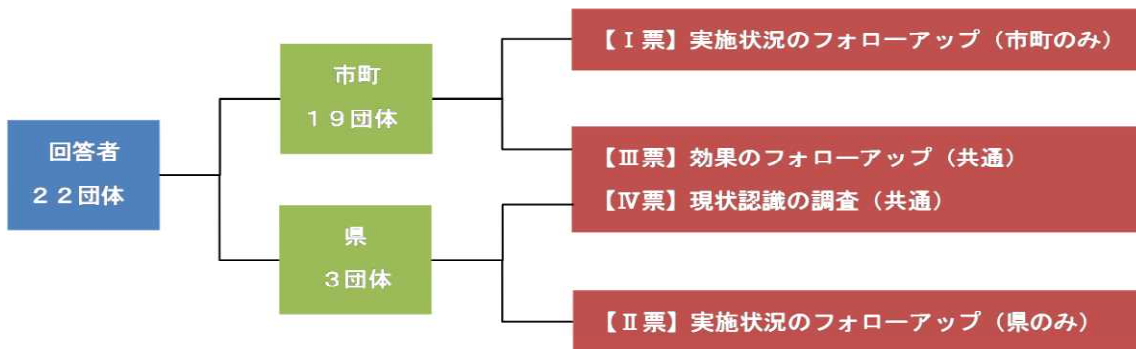 回答者
２２団体
市町
１９団体
県
３団体
【Ⅰ票】実施状況のフォローアップ（市町のみ）
【Ⅲ票】効果のフォローアップ（共通）
【Ⅳ票】現状認識の調査（共通）
【Ⅱ票】実施状況のフォローアップ（県のみ）